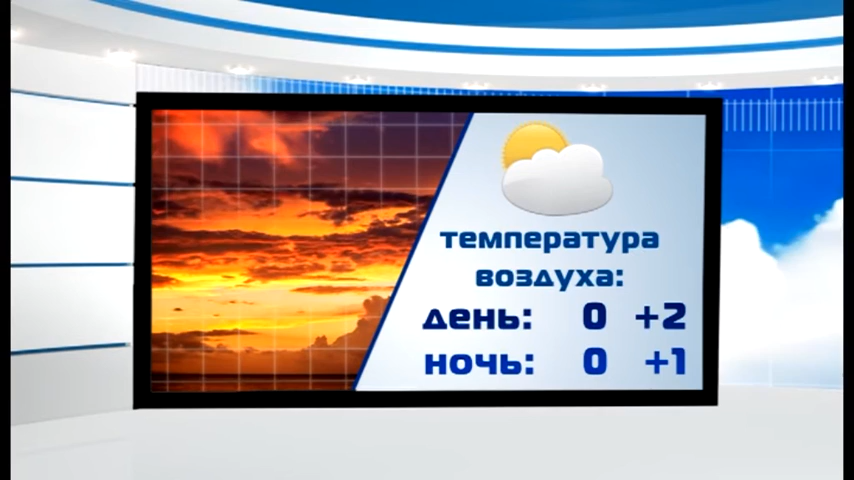 температура
воздуха:
день: 0 +2
ночь: 0 +1